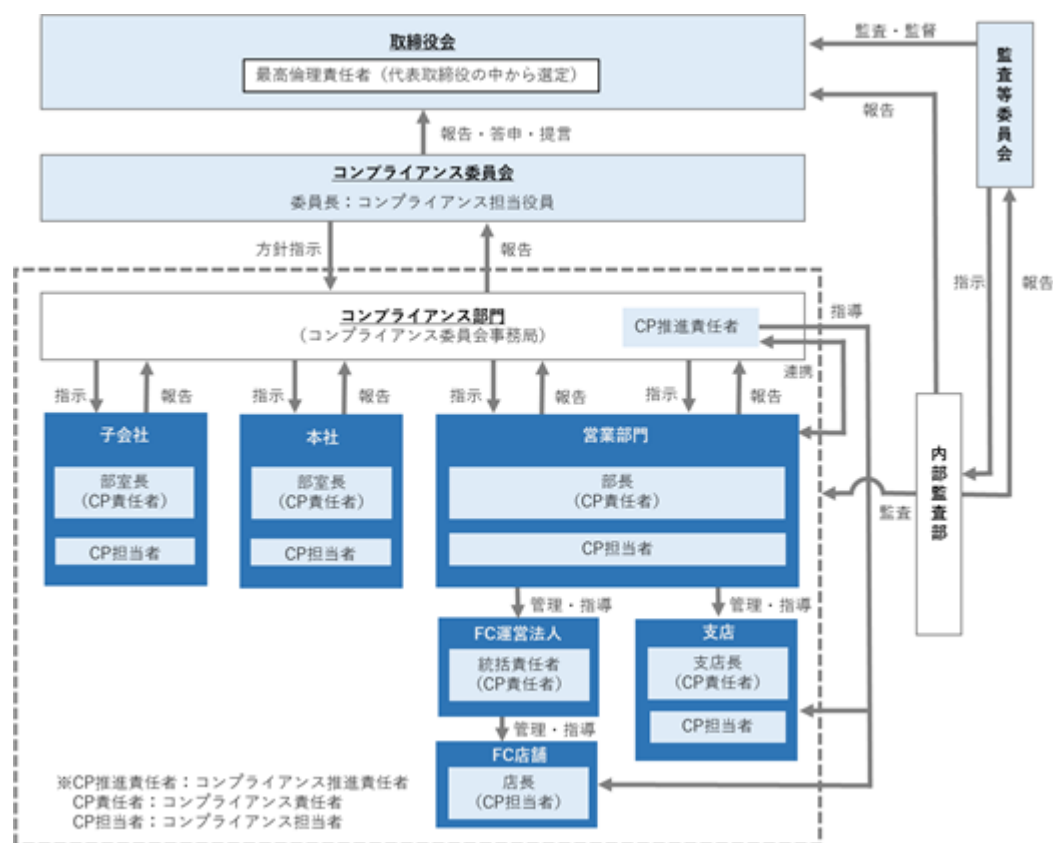 取締役会
最高倫理責任者（代表取締役の中から選定）
監査・監督
監査等委員会
報告
報告・答申・提言
コンプライアンス委員会
委員長：コンプライアンス担当役員
方針指示
報告
指示
報告
コンプライアンス部門
（コンプライアンス委員会事務局）
CP推進責任者
指導
連携
指示
報告
指示
報告
指示
報告
指示
報告
子会社
部室長
(CP責任者)
CP担当者
本社
部室長
(CP責任者)
CP担当者
営業部門
部長
(CP責任者)
CP担当者
内部監査部
監査
管理・指導
管理・指導
FC運営法人
統括責任者
(CP責任者)
支店
支店長
(CP責任者)
CP担当者
管理・指導
FC店舗
店長
(CP担当者)
※CP推進責任者：コンプライアンス推進責任者
CP責任者：コンプライアンス責任者
CP担当者：コンプライアンス担当者